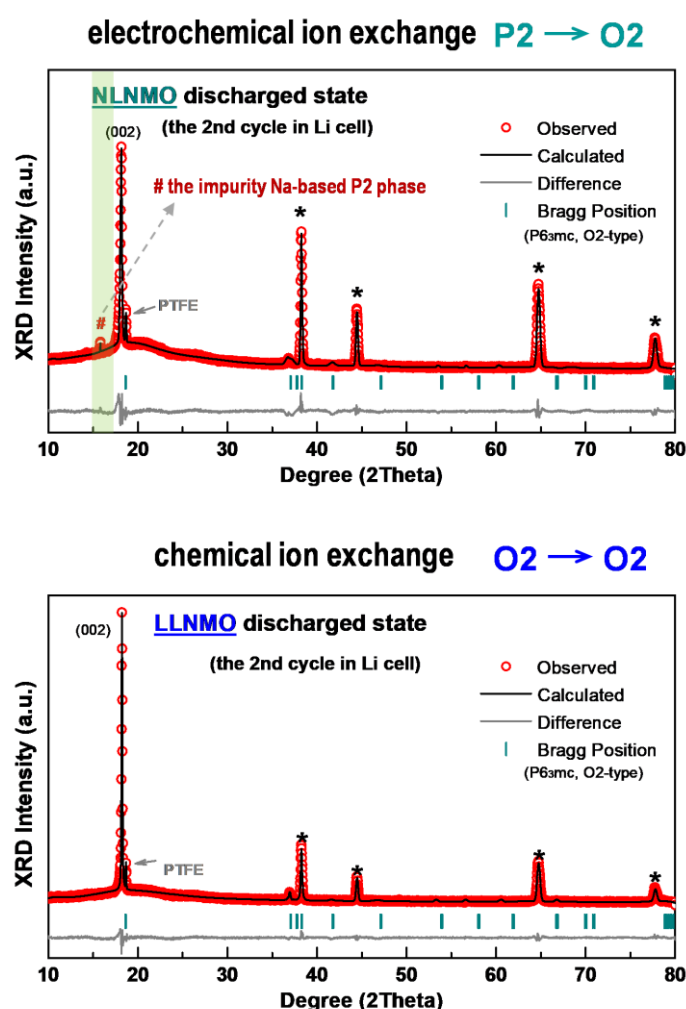 electrochemical ion exchange P2 → O2
NLNMO discharged state
(the 2nd cycle in Li cell)
(002)
# the impurity Na-based P2 phase
Observed
Calculated
Difference
Bragg Position
(P63mc, O2-type)
PTFE
#
* * * *
XRD Intensity (a.u.)
10 20 30 40 50 60 70 80
Degree (2Theta)
chemical ion exchange O2 → O2
(002)
LLNMO discharged state
(the 2nd cycle in Li cell)
Observed
Calculated
Difference
Bragg Position
(P63mc, O2-type)
PTFE
* * * *
XRD Intensity (a.u.)
10 20 30 40 50 60 70 80
Degree (2Theta)